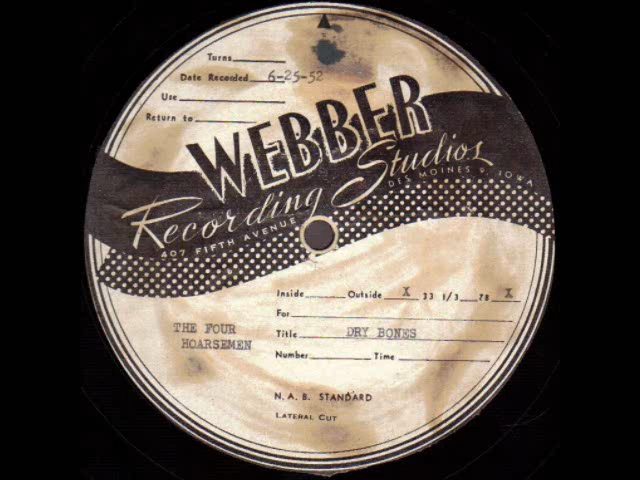 Turns
Date Recorded 6-25-52
Use
Return to
WEBBER
Recording Studios
407 FIFTH AVENUE
DES MOINES 9, IOWA
Inside Outside X 33 1/3 78 X
For
THE FOUR
HOARSEMEN
Title DRY BONES
Number Time
N. A. B. STANDARD
LATERAL CUT